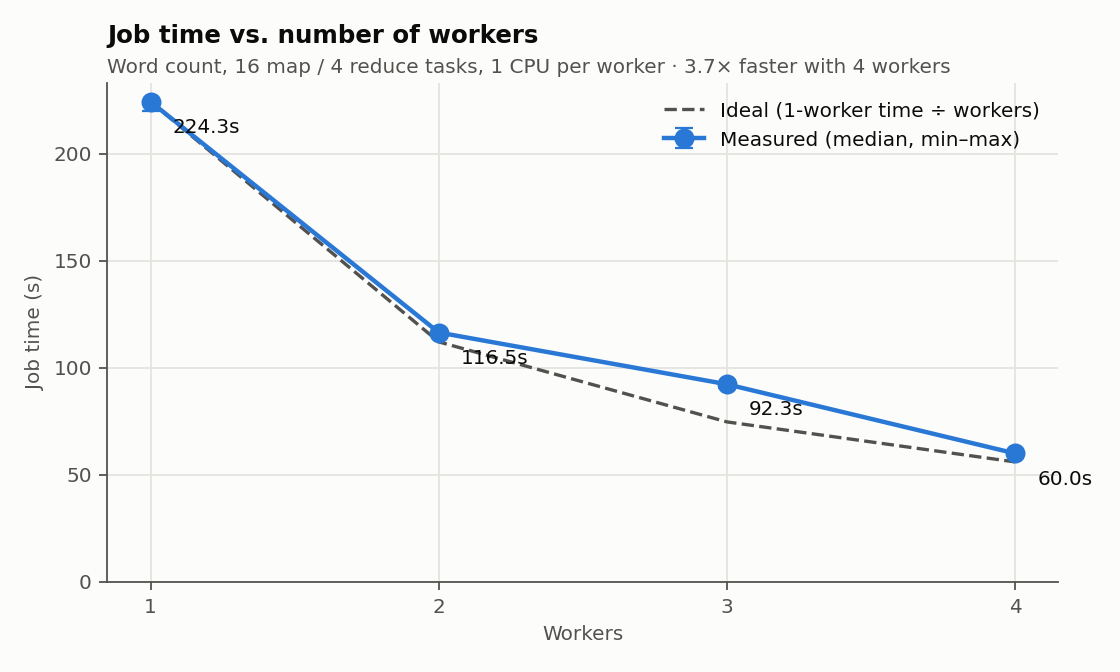 Job time vs. number of workers
Word count, 16 map / 4 reduce tasks, 1 CPU per worker · 3.7× faster with 4 workers
Ideal (1-worker time ÷ workers)
Measured (median, min–max)
224.3s
116.5s
92.3s
60.0s
200
150
100
50
0
Job time (s)
1 2 3 4
Workers